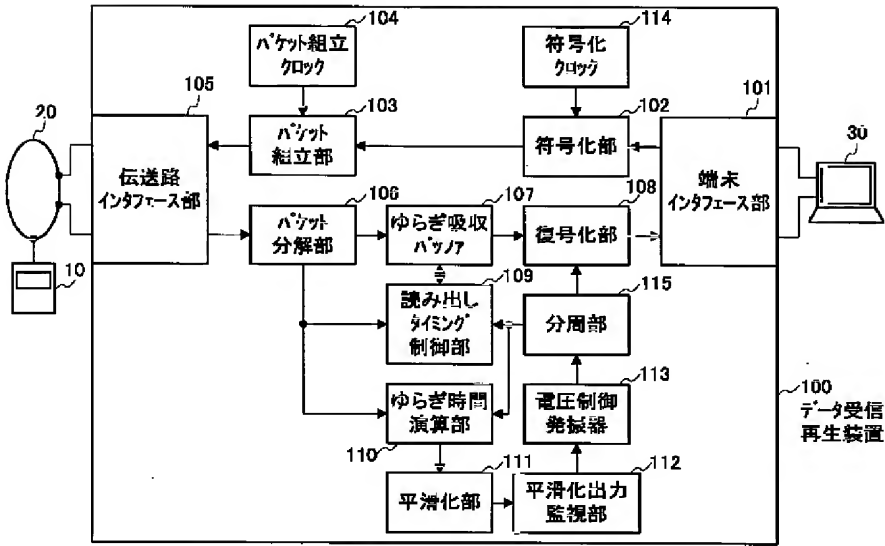 104
パケット組立
クロック
114
符号化
クロック
105
伝送路
インタフェース部
103
パケット
組立部
102
符号化部
101
端末
インタフェース部
20
30
10
106
パケット
分解部
107
ゆらぎ吸収
バッファ
108
復号化部
109
読み出し
タイミング
制御部
115
分周部
110
ゆらぎ時間
演算部
113
電圧制御
発振器
111
平滑化部
112
平滑化出力
監視部
100
データ受信
再生装置